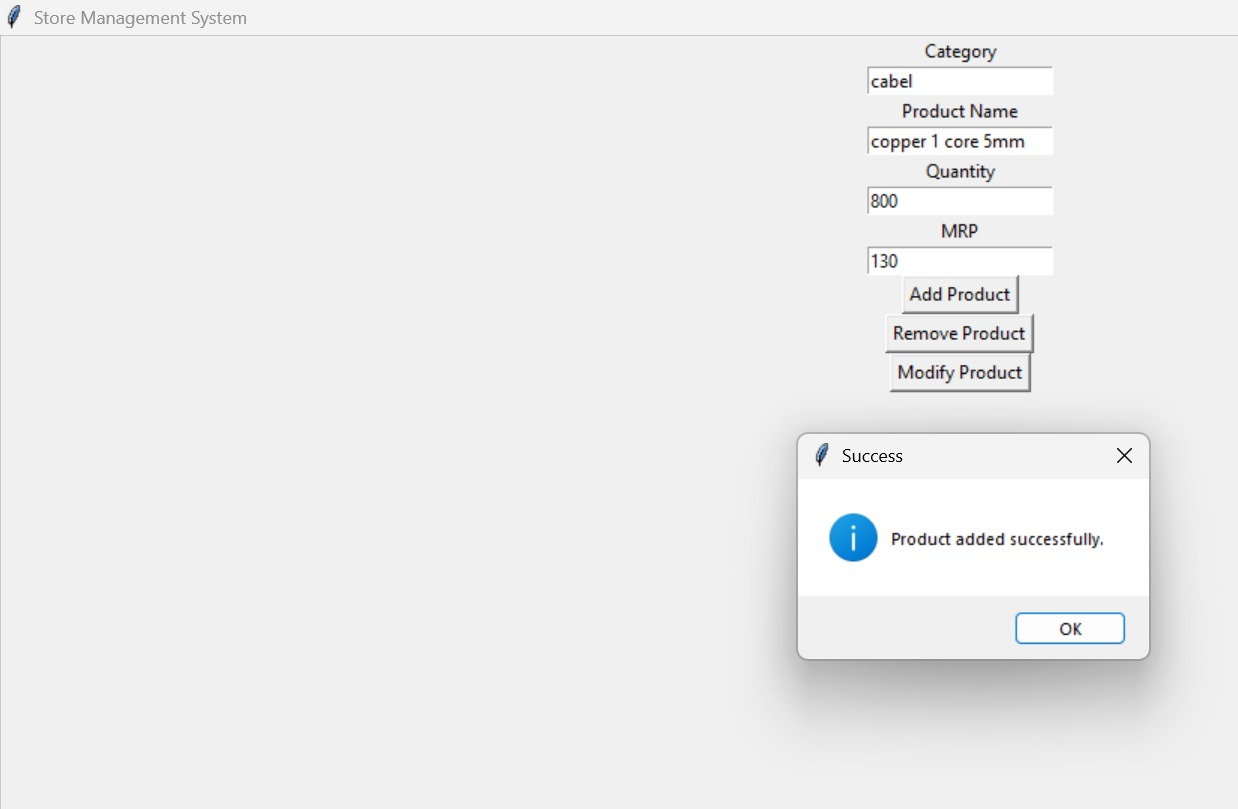 Store Management System
Category
cabel
Product Name
copper 1 core 5mm
Quantity
800
MRP
130
Add Product
Remove Product
Modify Product
Success
Product added successfully.
OK